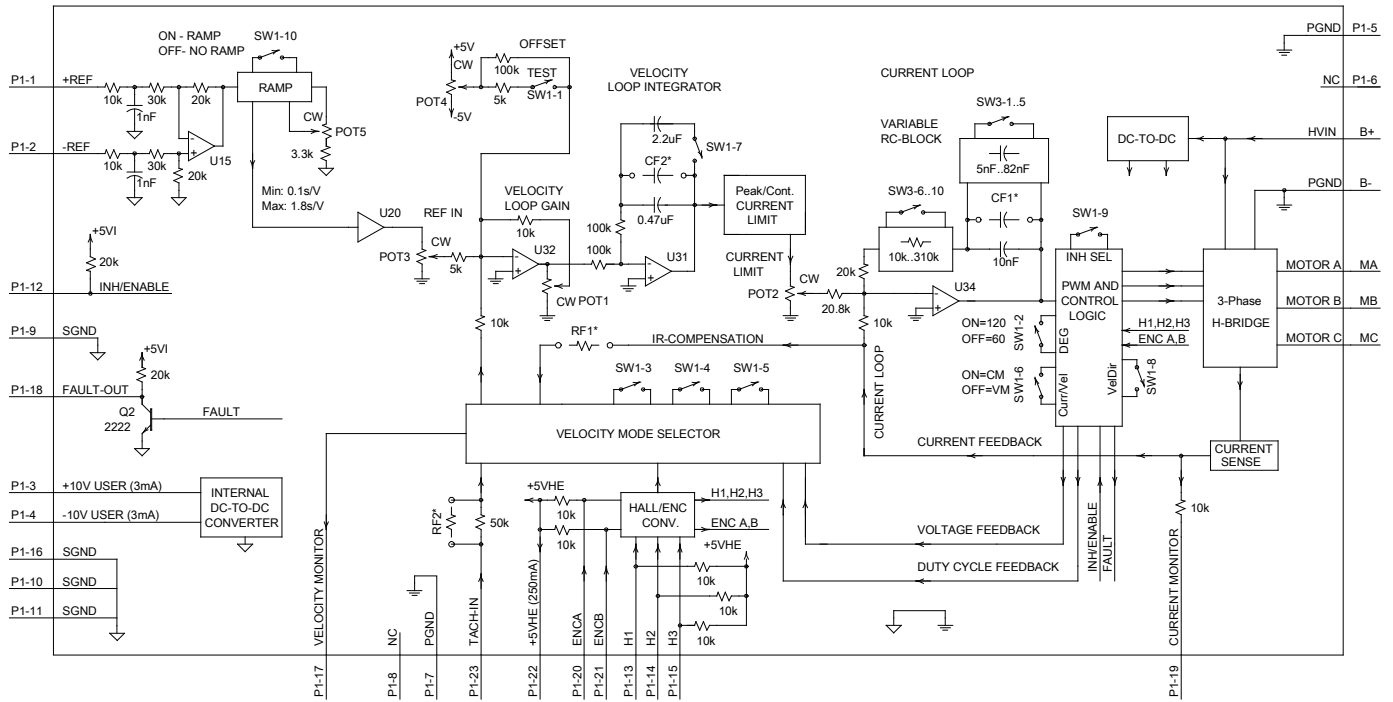 ON - RAMP
OFF- NO RAMP
SW1-10
P1-1
+REF
10k
30k
20k
1nF
RAMP
CW
POT5
3.3k
P1-2
-REF
10k
30k
1nF
20k
U15
Min: 0.1s/V
Max: 1.8s/V
+5V
CW
POT4
-5V
OFFSET
100k
TEST
5k
SW1-1
VELOCITY
LOOP INTEGRATOR
2.2uF
SW1-7
CF2*
0.47uF
100k
100k
U31
VELOCITY
LOOP GAIN
10k
U32
CW
POT1
U20
REF IN
CW
POT3
5k
10k
Peak/Cont.
CURRENT
LIMIT
CURRENT
LIMIT
CW
POT2
20.8k
CURRENT LOOP
SW3-1..5
VARIABLE
RC-BLOCK
5nF..82nF
SW3-6..10
CF1*
10k..310k
10nF
20k
U34
10k
SW1-9
INH SEL
PWM AND
CONTROL
LOGIC
ON=120
OFF=60
SW1-2
DEG
ON=CM
OFF=VM
SW1-6
Curr/Vel
VelDir
SW1-8
H1,H2,H3
ENC A,B
PGND
P1-5
NC
P1-6
DC-TO-DC
HVIN
B+
PGND
B-
3-Phase
H-BRIDGE
MOTOR A
MA
MOTOR B
MB
MOTOR C
MC
CURRENT
SENSE
+5VI
20k
P1-12
INH/ENABLE
P1-9
SGND
+5VI
20k
P1-18
FAULT-OUT
Q2
2222
FAULT
P1-3
+10V USER (3mA)
P1-4
-10V USER (3mA)
INTERNAL
DC-TO-DC
CONVERTER
P1-16
SGND
P1-10
SGND
P1-11
SGND
RF1*
IR-COMPENSATION
SW1-3
SW1-4
SW1-5
VELOCITY MODE SELECTOR
CURRENT LOOP
CURRENT FEEDBACK
10k
VOLTAGE FEEDBACK
DUTY CYCLE FEEDBACK
INH/ENABLE
FAULT
RF2*
50k
+5VHE
10k
10k
HALL/ENC
CONV.
H1,H2,H3
ENC A,B
+5VHE
10k
10k
10k
VELOCITY MONITOR
NC
PGND
TACH-IN
+5VHE (250mA)
ENCA
ENCB
H1
H2
H3
CURRENT MONITOR
P1-17
P1-8
P1-7
P1-23
P1-22
P1-20
P1-21
P1-13
P1-14
P1-15
P1-19